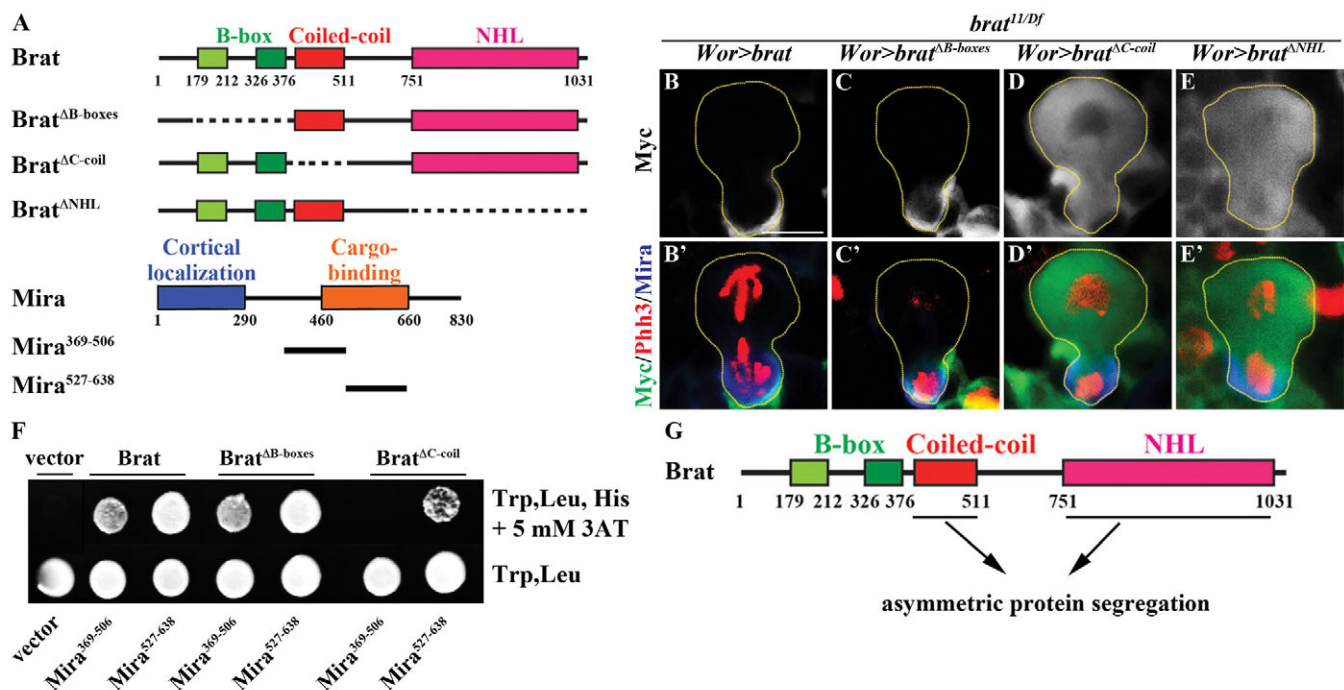 A
B-box Coiled-coil NHL
Brat
1 179 212 326 376 511 751 1031
Brat^ΔB-boxes
Brat^ΔC-coil
Brat^ΔNHL
Cortical localization
Cargo-binding
Mira
1 290 460 660 830
Mira^369-506
Mira^527-638
brat^11/Df
Wor>brat Wor>brat^ΔB-boxes Wor>brat^ΔC-coil Wor>brat^ΔNHL
B C D E
Myc
B' C' D' E'
Myc/Phh3/Mira
F
vector Brat Brat^ΔB-boxes Brat^ΔC-coil
Trp,Leu, His
+ 5 mM 3AT
Trp,Leu
vector Mira^369-506 Mira^527-638 Mira^369-506 Mira^527-638 Mira^369-506 Mira^527-638
G
B-box Coiled-coil NHL
Brat
1 179 212 326 376 511 751 1031
asymmetric protein segregation